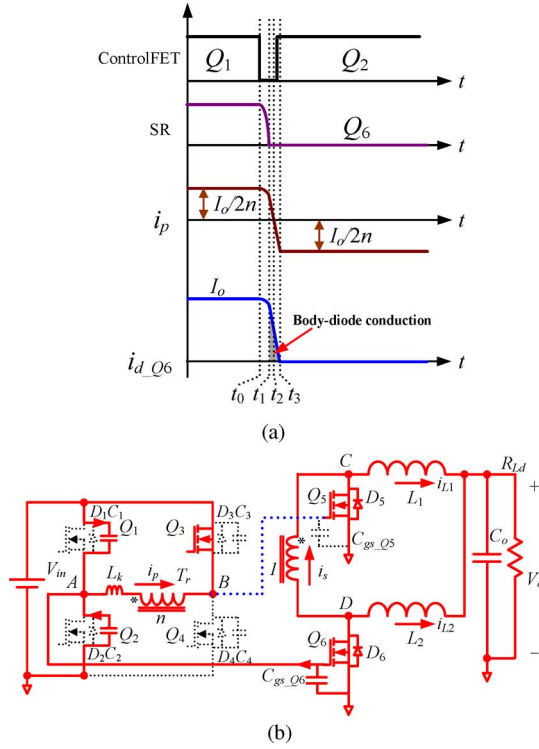 ControlFET
Q1 Q2
t
SR
Q6
t
ip
Io/2n
Io/2n
t
Io
Body-diode conduction
id_Q6
t
t0 t1 t2 t3
(a)
C
RLd
L1
iL1
Q5
D5
Cgs_Q5
+
D1C1
Q1
Q3
D3C3
Vin
A
Lk
ip
Tr
B
*
n
*
1
is
Co
D
Q2
D2C2
Q4
D4C4
Q6
D6
L2
iL2
Cgs_Q6
–
(b)